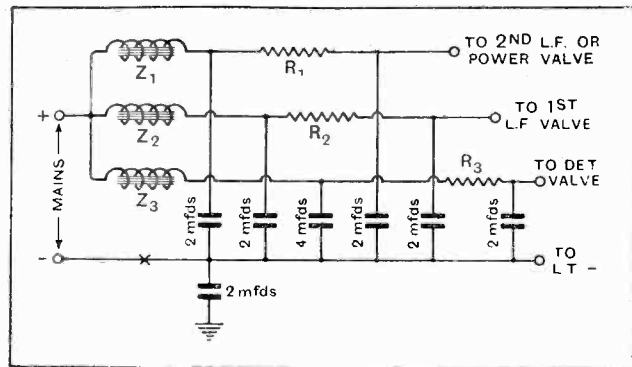 Z1
R1
TO 2ND L.F. OR
POWER VALVE
+
Z2
R2
TO 1ST
L.F VALVE
MAINS
Z3
R3
TO DET
VALVE
2 mfds
2 mfds
4 mfds
2 mfds
2 mfds
2 mfds
-
×
TO
LT -
2 mfds